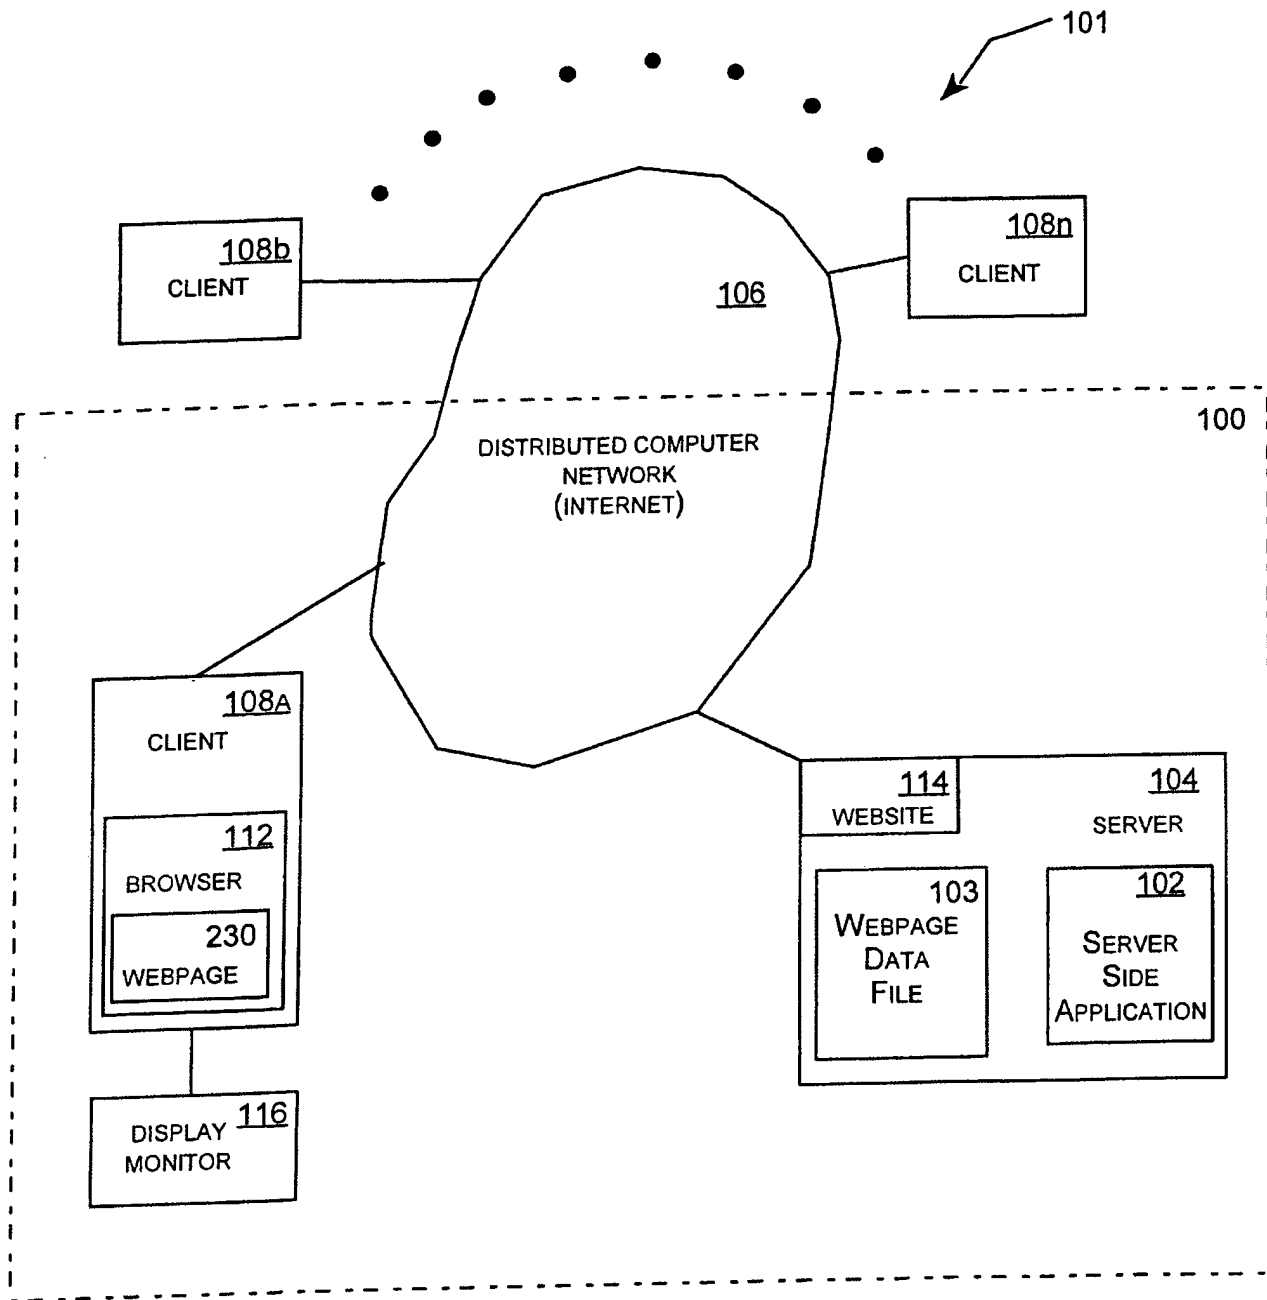 101
108b
CLIENT
108n
CLIENT
106
100
DISTRIBUTED COMPUTER
NETWORK
(INTERNET)
108A
CLIENT
112
BROWSER
230
WEBPAGE
116
DISPLAY
MONITOR
114
WEBSITE
104
SERVER
103
WEBPAGE
DATA
FILE
102
SERVER
SIDE
APPLICATION